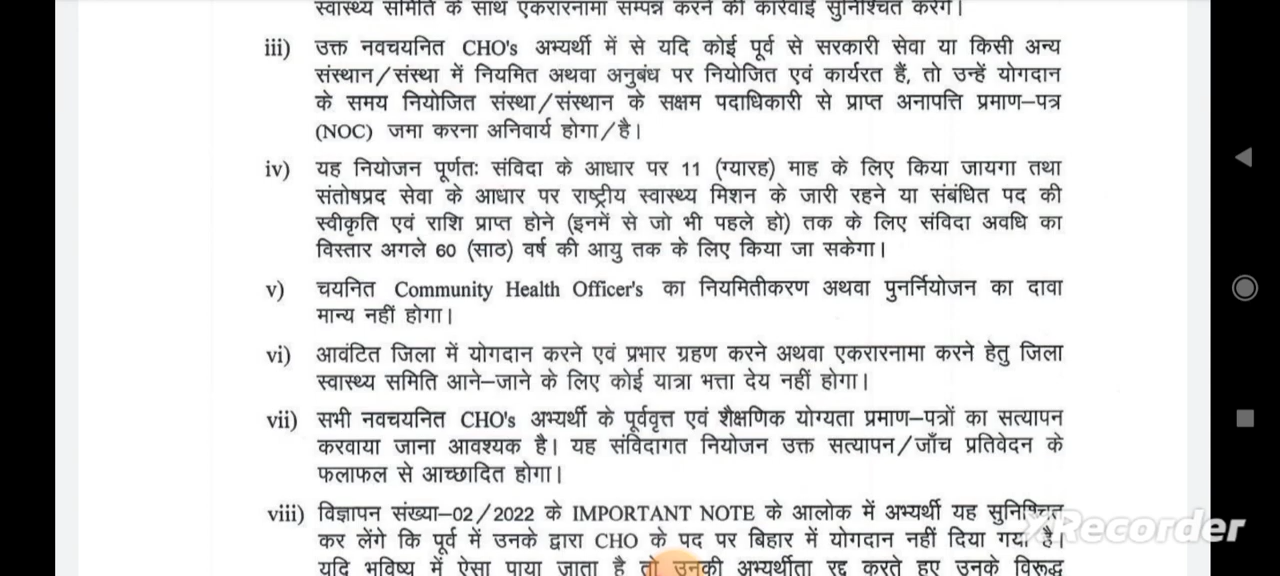 स्वास्थ्य समिति के साथ एकरारनामा सम्पन्न करने की कार्रवाई सुनिश्चित करेंगे।
iii) उक्त नवचयनित CHO's अभ्यर्थी में से यदि कोई पूर्व से सरकारी सेवा या किसी अन्य
संस्थान/संस्था में नियमित अथवा अनुबंध पर नियोजित एवं कार्यरत हैं, तो उन्हें योगदान
के समय नियोजित संस्था/संस्थान के सक्षम पदाधिकारी से प्राप्त अनापत्ति प्रमाण–पत्र
(NOC) जमा करना अनिवार्य होगा/है।
iv) यह नियोजन पूर्णतः संविदा के आधार पर 11 (ग्यारह) माह के लिए किया जायगा तथा
संतोषप्रद सेवा के आधार पर राष्ट्रीय स्वास्थ्य मिशन के जारी रहने या संबंधित पद की
स्वीकृति एवं राशि प्राप्त होने (इनमें से जो भी पहले हो) तक के लिए संविदा अवधि का
विस्तार अगले 60 (साठ) वर्ष की आयु तक के लिए किया जा सकेगा।
v) चयनित Community Health Officer's का नियमितीकरण अथवा पुनर्नियोजन का दावा
मान्य नहीं होगा।
vi) आवंटित जिला में योगदान करने एवं प्रभार ग्रहण करने अथवा एकरारनामा करने हेतु जिला
स्वास्थ्य समिति आने–जाने के लिए कोई यात्रा भत्ता देय नहीं होगा।
vii) सभी नवचयनित CHO's अभ्यर्थी के पूर्ववृत्त एवं शैक्षणिक योग्यता प्रमाण–पत्रों का सत्यापन
करवाया जाना आवश्यक है। यह संविदागत नियोजन उक्त सत्यापन/जाँच प्रतिवेदन के
फलाफल से आच्छादित होगा।
viii) विज्ञापन संख्या–02/2022 के IMPORTANT NOTE के आलोक में अभ्यर्थी यह सुनिश्चित
कर लेंगे कि पूर्व में उनके द्वारा CHO के पद पर बिहार में योगदान नहीं दिया गया है।
यदि भविष्य में ऐसा पाया जाता है तो उनकी अभ्यर्थीता रद्द करते हुए उनके विरूद्ध
XRecorder